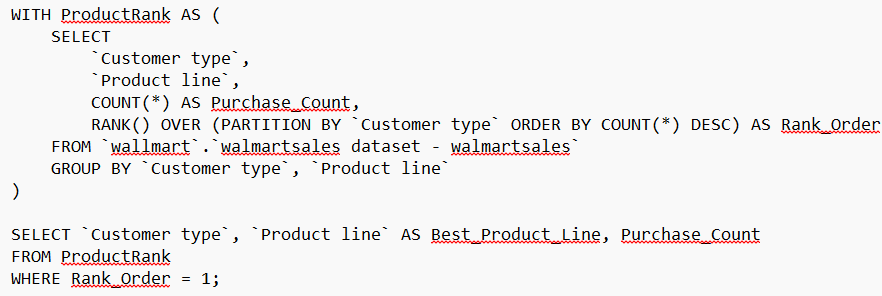 WITH ProductRank AS (
    SELECT
        `Customer type`,
        `Product line`,
        COUNT(*) AS Purchase_Count,
        RANK() OVER (PARTITION BY `Customer type` ORDER BY COUNT(*) DESC) AS Rank_Order
    FROM `wallmart`.`walmartsales dataset - walmartsales`
    GROUP BY `Customer type`, `Product line`
)
SELECT `Customer type`, `Product line` AS Best_Product_Line, Purchase_Count
FROM ProductRank
WHERE Rank_Order = 1;